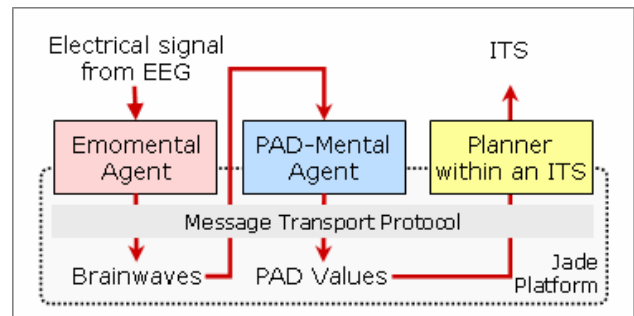 Electrical signal
from EEG
ITS
Emomental
Agent
PAD-Mental
Agent
Planner
within an ITS
Message Transport Protocol
Brainwaves
PAD Values
Jade
Platform